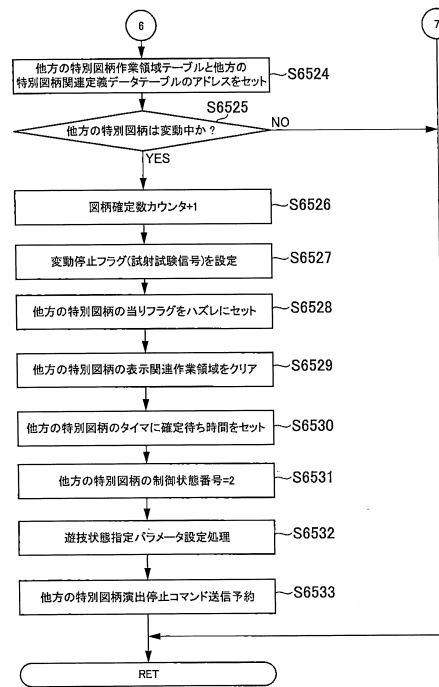 6
7
他方の特別図柄作業領域テーブルと他方の
特別図柄関連定義データテーブルのアドレスをセット
S6524
S6525
他方の特別図柄は変動中か?
NO
YES
図柄確定数カウンタ+1
S6526
変動停止フラグ(試射試験信号)を設定
S6527
他方の特別図柄の当りフラグをハズレにセット
S6528
他方の特別図柄の表示関連作業領域をクリア
S6529
他方の特別図柄のタイマに確定待ち時間をセット
S6530
他方の特別図柄の制御状態番号=2
S6531
遊技状態指定パラメータ設定処理
S6532
他方の特別図柄演出停止コマンド送信予約
S6533
RET